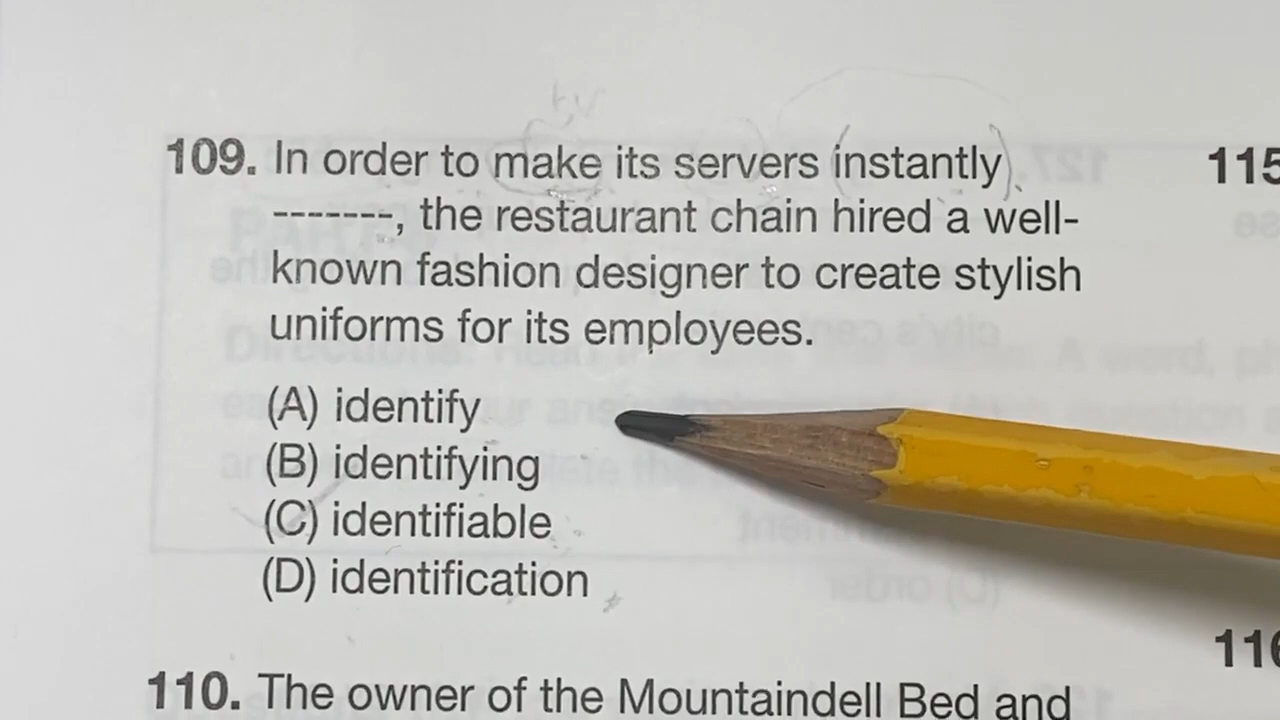 109. In order to make its servers instantly
-------, the restaurant chain hired a well-
known fashion designer to create stylish
uniforms for its employees.
(A) identify
(B) identifying
(C) identifiable
(D) identification
110. The owner of the Mountaindell Bed and
115
116